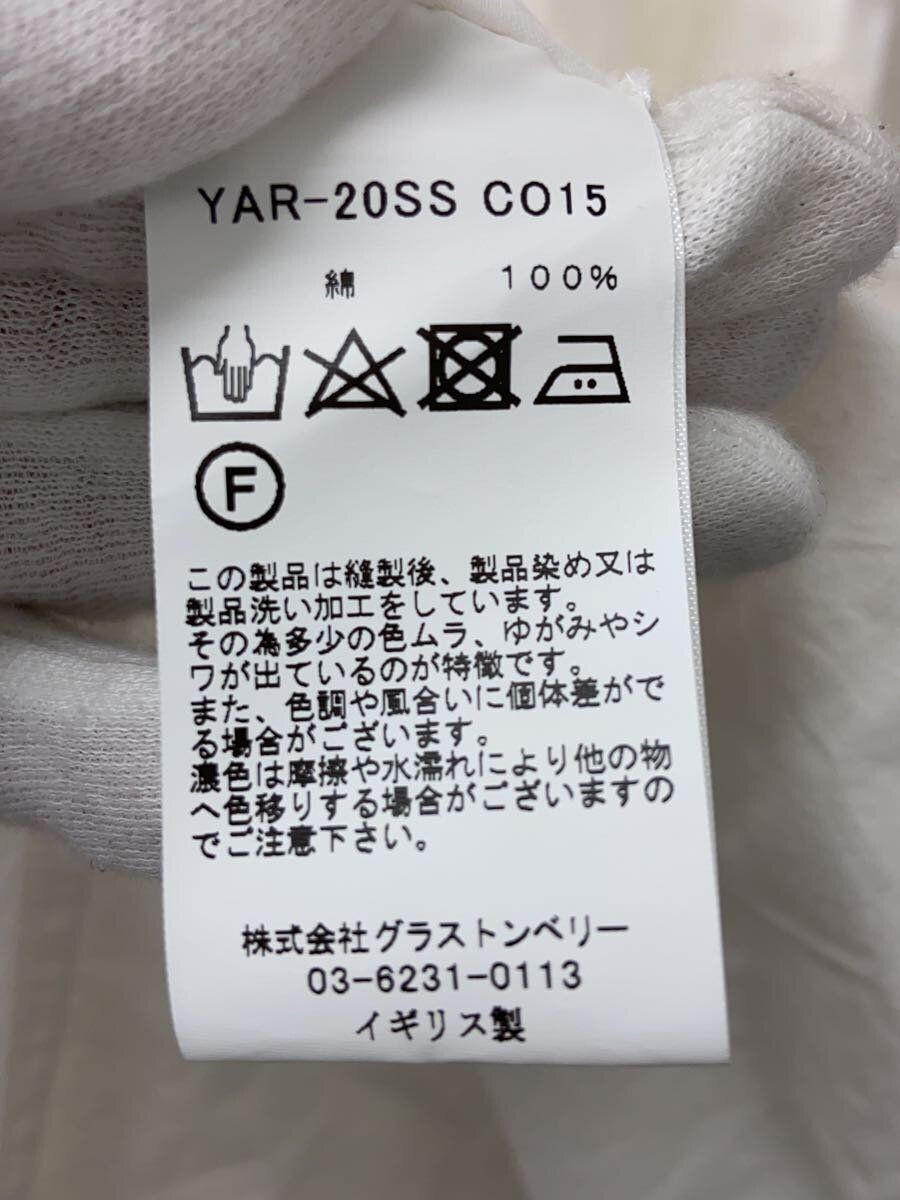 YAR-20SS CO15
綿 100%
F
この製品は縫製後、製品染め又は
製品洗い加工をしています。
その為多少の色ムラ、ゆがみやシ
ワが出ているのが特徴です。
また、色調や風合いに個体差がで
る場合がございます。
濃色は摩擦や水濡れにより他の物
へ色移りする場合がございますの
でご注意下さい。
株式会社グラストンベリー
03-6231-0113
イギリス製